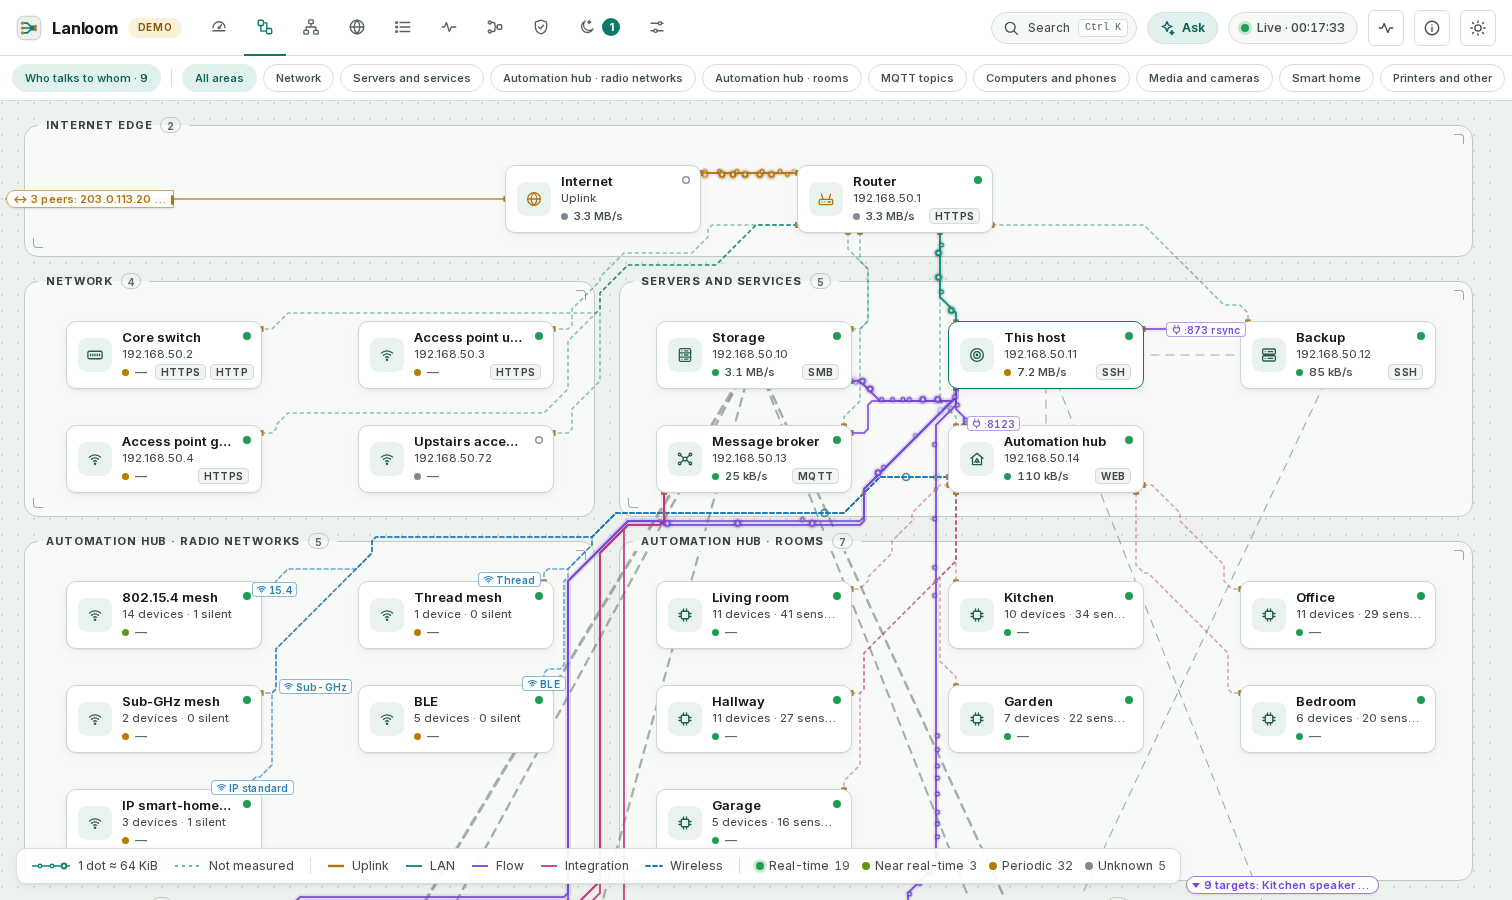 Lanloom DEMO 1 Search Ctrl K Ask Live · 00:17:33
Who talks to whom · 9 All areas Network Servers and services Automation hub · radio networks Automation hub · rooms MQTT topics Computers and phones Media and cameras Smart home Printers and other
INTERNET EDGE 2
Internet
Uplink
3.3 MB/s
Router
192.168.50.1
3.3 MB/s HTTPS
3 peers: 203.0.113.20 ...
NETWORK 4
Core switch
192.168.50.2
— HTTPS HTTP
Access point u...
192.168.50.3
— HTTPS
Access point g...
192.168.50.4
— HTTPS
Upstairs acce...
192.168.50.72
—
SERVERS AND SERVICES 5
Storage
192.168.50.10
3.1 MB/s SMB
This host
192.168.50.11
7.2 MB/s SSH
:873 rsync
Backup
192.168.50.12
85 kB/s SSH
Message broker
192.168.50.13
25 kB/s MQTT
:8123
Automation hub
192.168.50.14
110 kB/s WEB
AUTOMATION HUB · RADIO NETWORKS 5
802.15.4 mesh
14 devices · 1 silent
—
15.4
Thread
Thread mesh
1 device · 0 silent
—
Sub-GHz mesh
2 devices · 0 silent
—
Sub-GHz
BLE
BLE
5 devices · 0 silent
—
IP standard
IP smart-home...
3 devices · 1 silent
—
AUTOMATION HUB · ROOMS 7
Living room
11 devices · 41 sens...
—
Kitchen
10 devices · 34 sen...
—
Office
11 devices · 29 sens...
—
Hallway
11 devices · 27 sens...
—
Garden
7 devices · 22 sens...
—
Bedroom
6 devices · 20 sens...
—
Garage
5 devices · 16 sens...
—
1 dot ≈ 64 KiB Not measured Uplink LAN Flow Integration Wireless Real-time 19 Near real-time 3 Periodic 32 Unknown 5
9 targets: Kitchen speaker ...